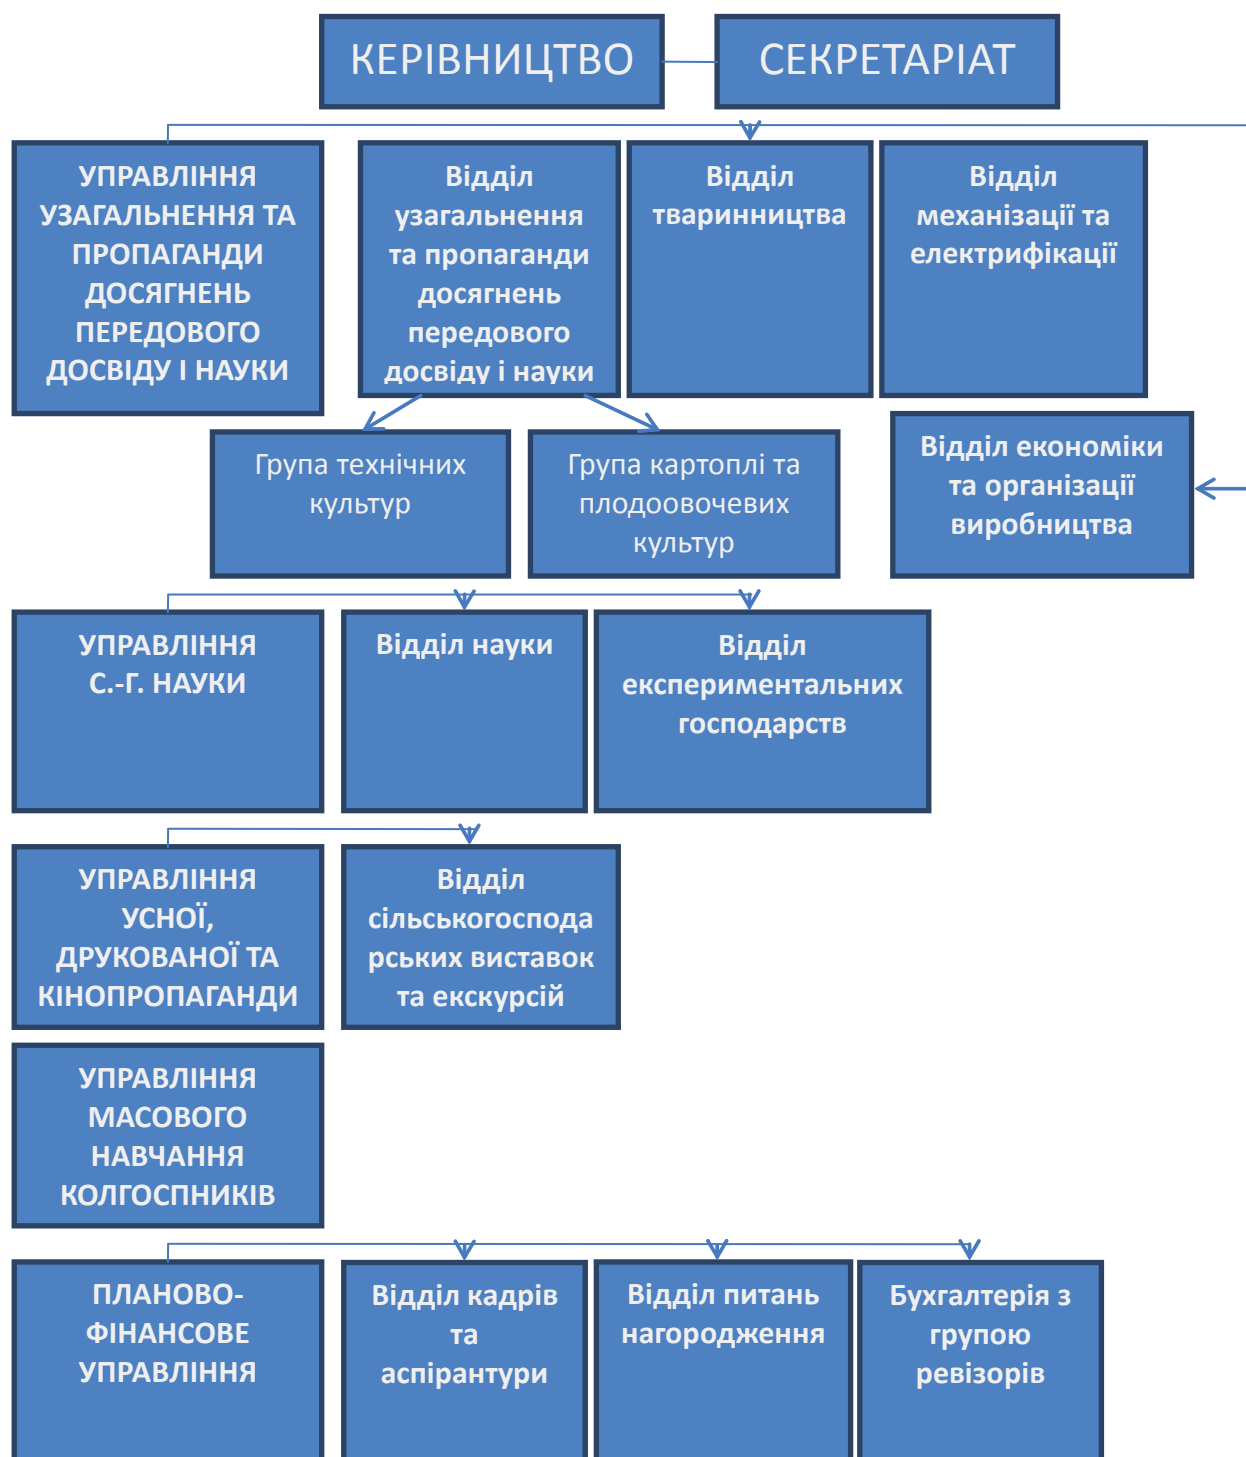 КЕРІВНИЦТВО
СЕКРЕТАРІАТ
УПРАВЛІННЯ
УЗАГАЛЬНЕННЯ ТА
ПРОПАГАНДИ
ДОСЯГНЕНЬ
ПЕРЕДОВОГО
ДОСВІДУ І НАУКИ
Відділ
узагальнення
та пропаганди
досягнень
передового
досвіду і науки
Відділ
тваринництва
Відділ
механізації та
електрифікації
Група технічних
культур
Група картоплі та
плодоовочевих
культур
Відділ економіки
та організації
виробництва
УПРАВЛІННЯ
С.-Г. НАУКИ
Відділ науки
Відділ
експериментальних
господарств
УПРАВЛІННЯ
УСНОЇ,
ДРУКОВАНОЇ ТА
КІНОПРОПАГАНДИ
Відділ
сільськогоспода
рських виставок
та екскурсій
УПРАВЛІННЯ
МАСОВОГО
НАВЧАННЯ
КОЛГОСПНИКІВ
ПЛАНОВО-
ФІНАНСОВЕ
УПРАВЛІННЯ
Відділ кадрів
та
аспірантури
Відділ питань
нагородження
Бухгалтерія з
групою
ревізорів